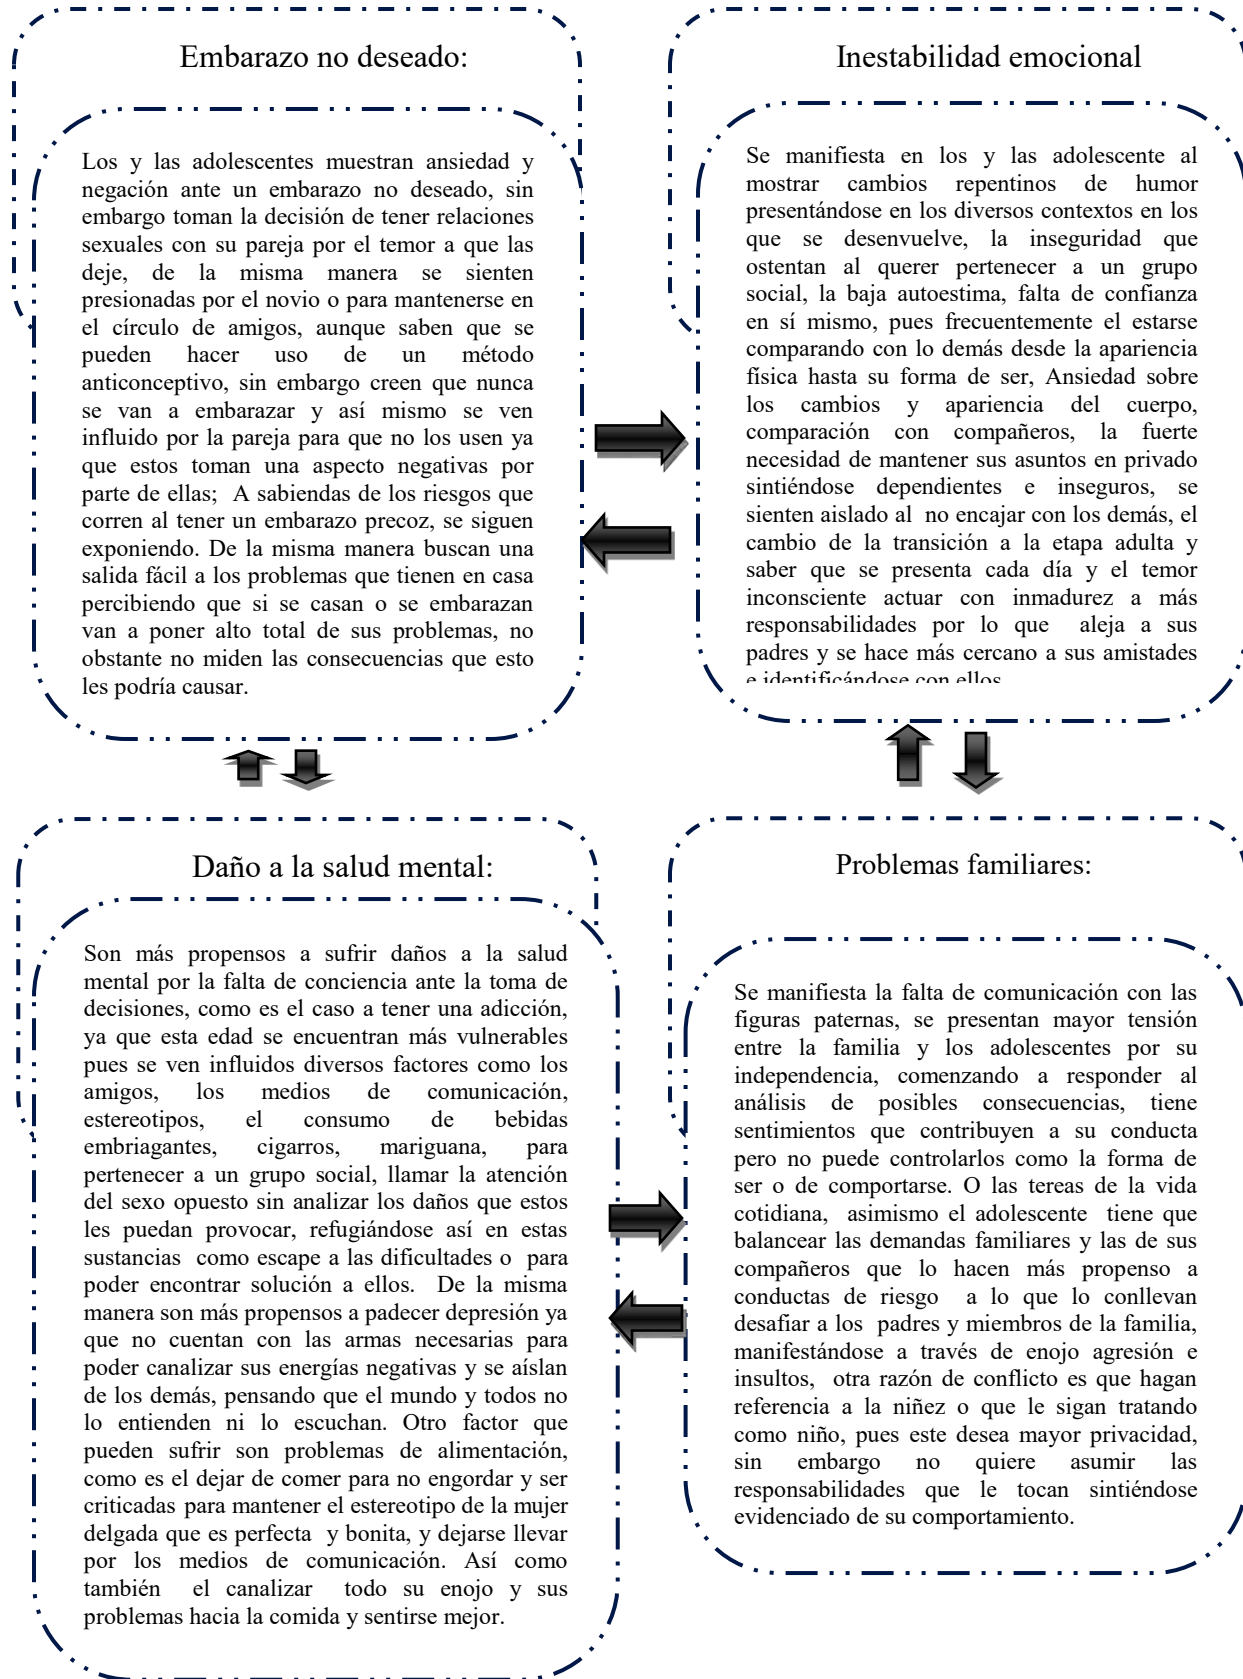 Embarazo no deseado:
Los y las adolescentes muestran ansiedad y
negación ante un embarazo no deseado, sin
embargo toman la decisión de tener relaciones
sexuales con su pareja por el temor a que las
deje, de la misma manera se sienten
presionadas por el novio o para mantenerse en
el círculo de amigos, aunque saben que se
pueden hacer uso de un método
anticonceptivo, sin embargo creen que nunca
se van a embarazar y así mismo se ven
influido por la pareja para que no los usen ya
que estos toman una aspecto negativas por
parte de ellas; A sabiendas de los riesgos que
corren al tener un embarazo precoz, se siguen
exponiendo. De la misma manera buscan una
salida fácil a los problemas que tienen en casa
percibiendo que si se casan o se embarazan
van a poner alto total de sus problemas, no
obstante no miden las consecuencias que esto
les podría causar.
Inestabilidad emocional
Se manifiesta en los y las adolescente al
mostrar cambios repentinos de humor
presentándose en los diversos contextos en los
que se desenvuelve, la inseguridad que
ostentan al querer pertenecer a un grupo
social, la baja autoestima, falta de confianza
en sí mismo, pues frecuentemente el estarse
comparando con lo demás desde la apariencia
física hasta su forma de ser, Ansiedad sobre
los cambios y apariencia del cuerpo,
comparación con compañeros, la fuerte
necesidad de mantener sus asuntos en privado
sintiéndose dependientes e inseguros, se
sienten aislado al no encajar con los demás, el
cambio de la transición a la etapa adulta y
saber que se presenta cada día y el temor
inconsciente actuar con inmadurez a más
responsabilidades por lo que aleja a sus
padres y se hace más cercano a sus amistades
e identificándose con ellos
Daño a la salud mental:
Son más propensos a sufrir daños a la salud
mental por la falta de conciencia ante la toma de
decisiones, como es el caso a tener una adicción,
ya que esta edad se encuentran más vulnerables
pues se ven influidos diversos factores como los
amigos, los medios de comunicación,
estereotipos, el consumo de bebidas
embriagantes, cigarros, mariguana, para
pertenecer a un grupo social, llamar la atención
del sexo opuesto sin analizar los daños que estos
les puedan provocar, refugiándose así en estas
sustancias como escape a las dificultades o para
poder encontrar solución a ellos. De la misma
manera son más propensos a padecer depresión ya
que no cuentan con las armas necesarias para
poder canalizar sus energías negativas y se aíslan
de los demás, pensando que el mundo y todos no
lo entienden ni lo escuchan. Otro factor que
pueden sufrir son problemas de alimentación,
como es el dejar de comer para no engordar y ser
criticadas para mantener el estereotipo de la mujer
delgada que es perfecta y bonita, y dejarse llevar
por los medios de comunicación. Así como
también el canalizar todo su enojo y sus
problemas hacia la comida y sentirse mejor.
Problemas familiares:
Se manifiesta la falta de comunicación con las
figuras paternas, se presentan mayor tensión
entre la familia y los adolescentes por su
independencia, comenzando a responder al
análisis de posibles consecuencias, tiene
sentimientos que contribuyen a su conducta
pero no puede controlarlos como la forma de
ser o de comportarse. O las tereas de la vida
cotidiana, asimismo el adolescente tiene que
balancear las demandas familiares y las de sus
compañeros que lo hacen más propenso a
conductas de riesgo a lo que lo conllevan
desafiar a los padres y miembros de la familia,
manifestándose a través de enojo agresión e
insultos, otra razón de conflicto es que hagan
referencia a la niñez o que le sigan tratando
como niño, pues este desea mayor privacidad,
sin embargo no quiere asumir las
responsabilidades que le tocan sintiéndose
evidenciado de su comportamiento.